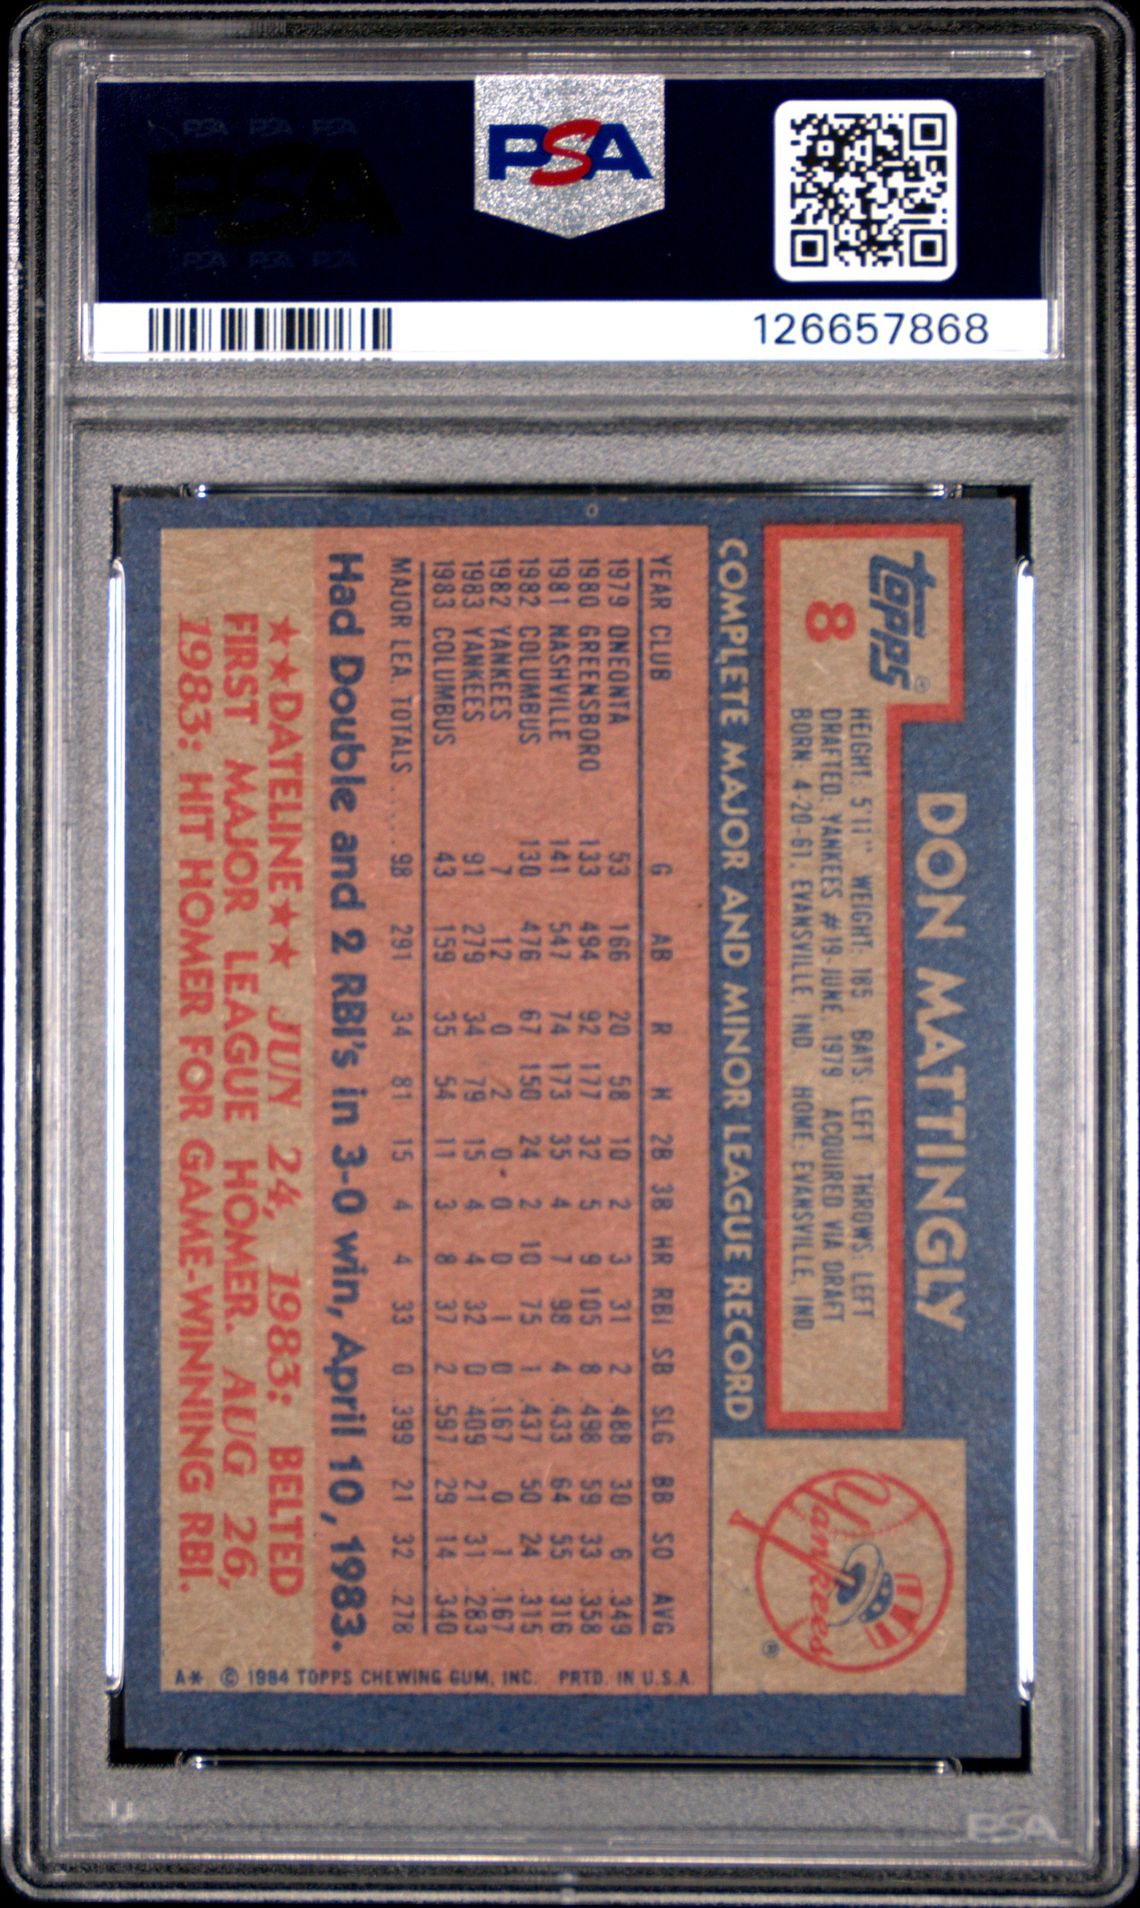 PSA PSA PSA
PSA
PSA PSA PSA
PSA
126657868
Topps®
8
DON MATTINGLY
HEIGHT: 5'11" WEIGHT: 185 BATS: LEFT THROWS: LEFT
DRAFTED: YANKEES #19-JUNE, 1979 ACQUIRED VIA DRAFT
BORN: 4-20-61, EVANSVILLE, IND. HOME: EVANSVILLE, IND.
Yankees ®
COMPLETE MAJOR AND MINOR LEAGUE RECORD
YEAR CLUB G AB R H 2B 3B HR RBI SB SLG BB SO AVG
1979 ONEONTA 53 166 20 58 10 2 3 31 2 .488 30 6 .349
1980 GREENSBORO 133 494 92 177 32 5 9 105 8 .498 59 33 .358
1981 NASHVILLE 141 547 74 173 35 4 7 98 4 .433 64 55 .316
1982 COLUMBUS 130 476 67 150 24 2 10 75 1 .437 50 24 .315
1982 YANKEES 7 12 0 2 0 0 0 1 0 .167 0 1 .167
1983 YANKEES 91 279 34 79 15 4 4 32 0 .409 21 31 .283
1983 COLUMBUS 43 159 35 54 11 3 8 37 2 .597 29 14 .340
MAJOR LEA. TOTALS..... 98 291 34 81 15 4 4 33 0 .399 21 32 .278
Had Double and 2 RBI's in 3-0 win, April 10, 1983.
★★DATELINE★★ JUN 24, 1983: BELTED
FIRST MAJOR LEAGUE HOMER. AUG 26,
1983: HIT HOMER FOR GAME-WINNING RBI.
A* © 1984 TOPPS CHEWING GUM, INC. PRTD. IN U.S.A.
PSA